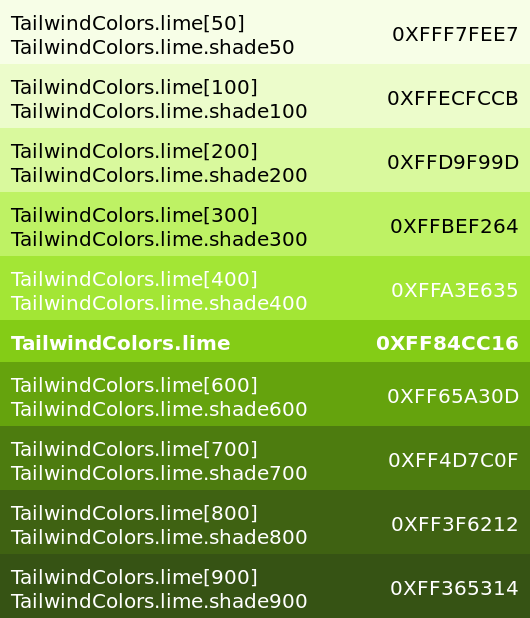 TailwindColors.lime[50]
TailwindColors.lime.shade50
0XFFF7FEE7
TailwindColors.lime[100]
TailwindColors.lime.shade100
0XFFECFCCB
TailwindColors.lime[200]
TailwindColors.lime.shade200
0XFFD9F99D
TailwindColors.lime[300]
TailwindColors.lime.shade300
0XFFBEF264
TailwindColors.lime[400]
TailwindColors.lime.shade400
0XFFA3E635
TailwindColors.lime
0XFF84CC16
TailwindColors.lime[600]
TailwindColors.lime.shade600
0XFF65A30D
TailwindColors.lime[700]
TailwindColors.lime.shade700
0XFF4D7C0F
TailwindColors.lime[800]
TailwindColors.lime.shade800
0XFF3F6212
TailwindColors.lime[900]
TailwindColors.lime.shade900
0XFF365314